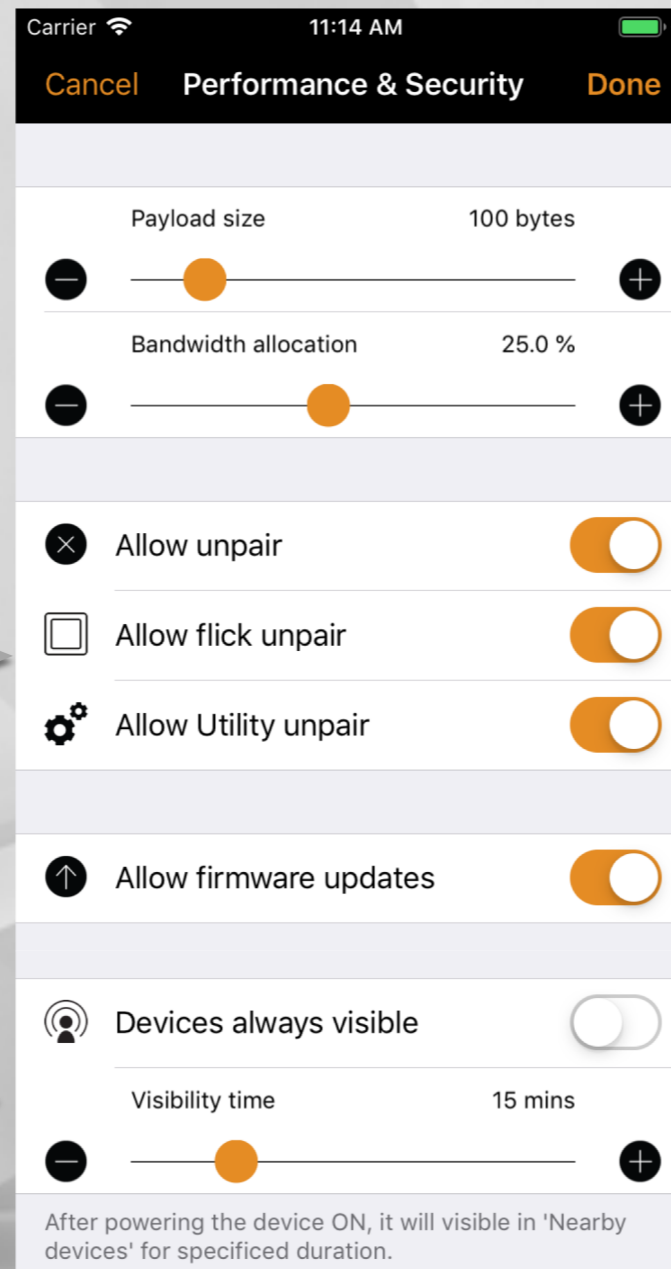 Carrier 11:14 AM
Cancel Performance & Security Done
Payload size 100 bytes
Bandwidth allocation 25.0 %
Allow unpair
Allow flick unpair
Allow Utility unpair
Allow firmware updates
Devices always visible
Visibility time 15 mins
After powering the device ON, it will visible in 'Nearby
devices' for specificed duration.